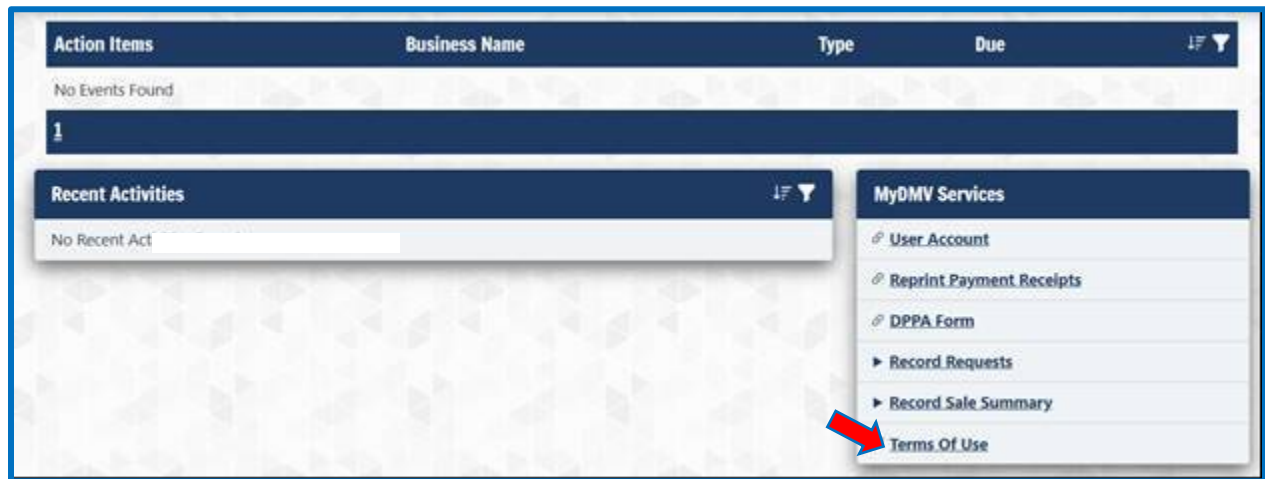 Action Items Business Name Type Due
No Events Found
1
Recent Activities
No Recent Act
MyDMV Services
User Account
Reprint Payment Receipts
DPPA Form
Record Requests
Record Sale Summary
Terms Of Use